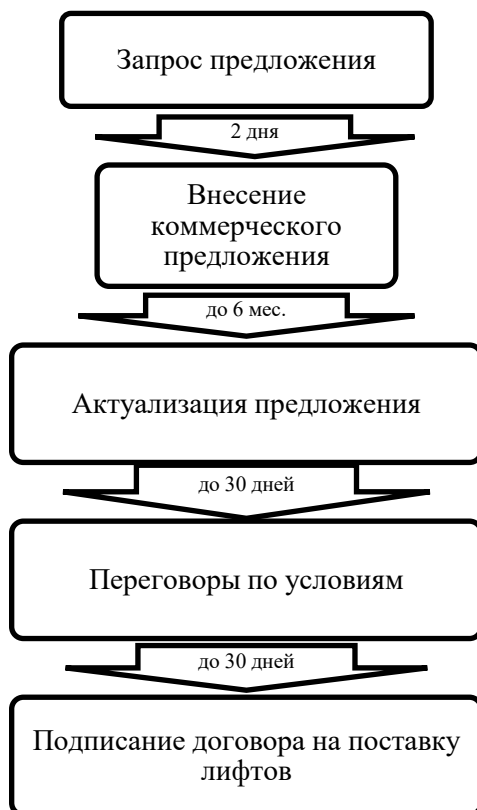 Запрос предложения
2 дня
Внесение
коммерческого
предложения
до 6 мес.
Актуализация предложения
до 30 дней
Переговоры по условиям
до 30 дней
Подписание договора на поставку
лифтов